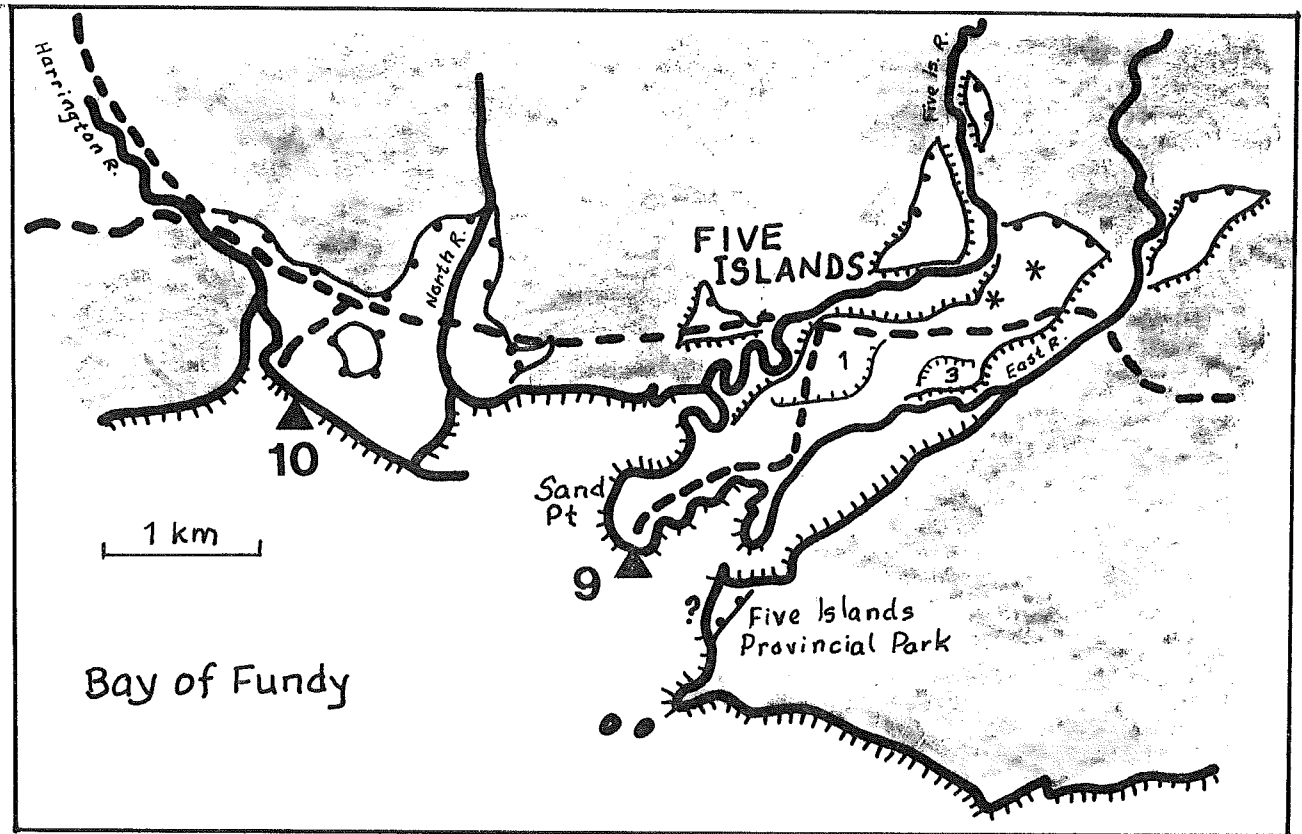 Harrington R.
North R.
Five Is. R.
FIVE
ISLANDS
*
*
1
3
East R.
10
1 km
Sand
Pt
9
?
Five Islands
Provincial Park
Bay of Fundy